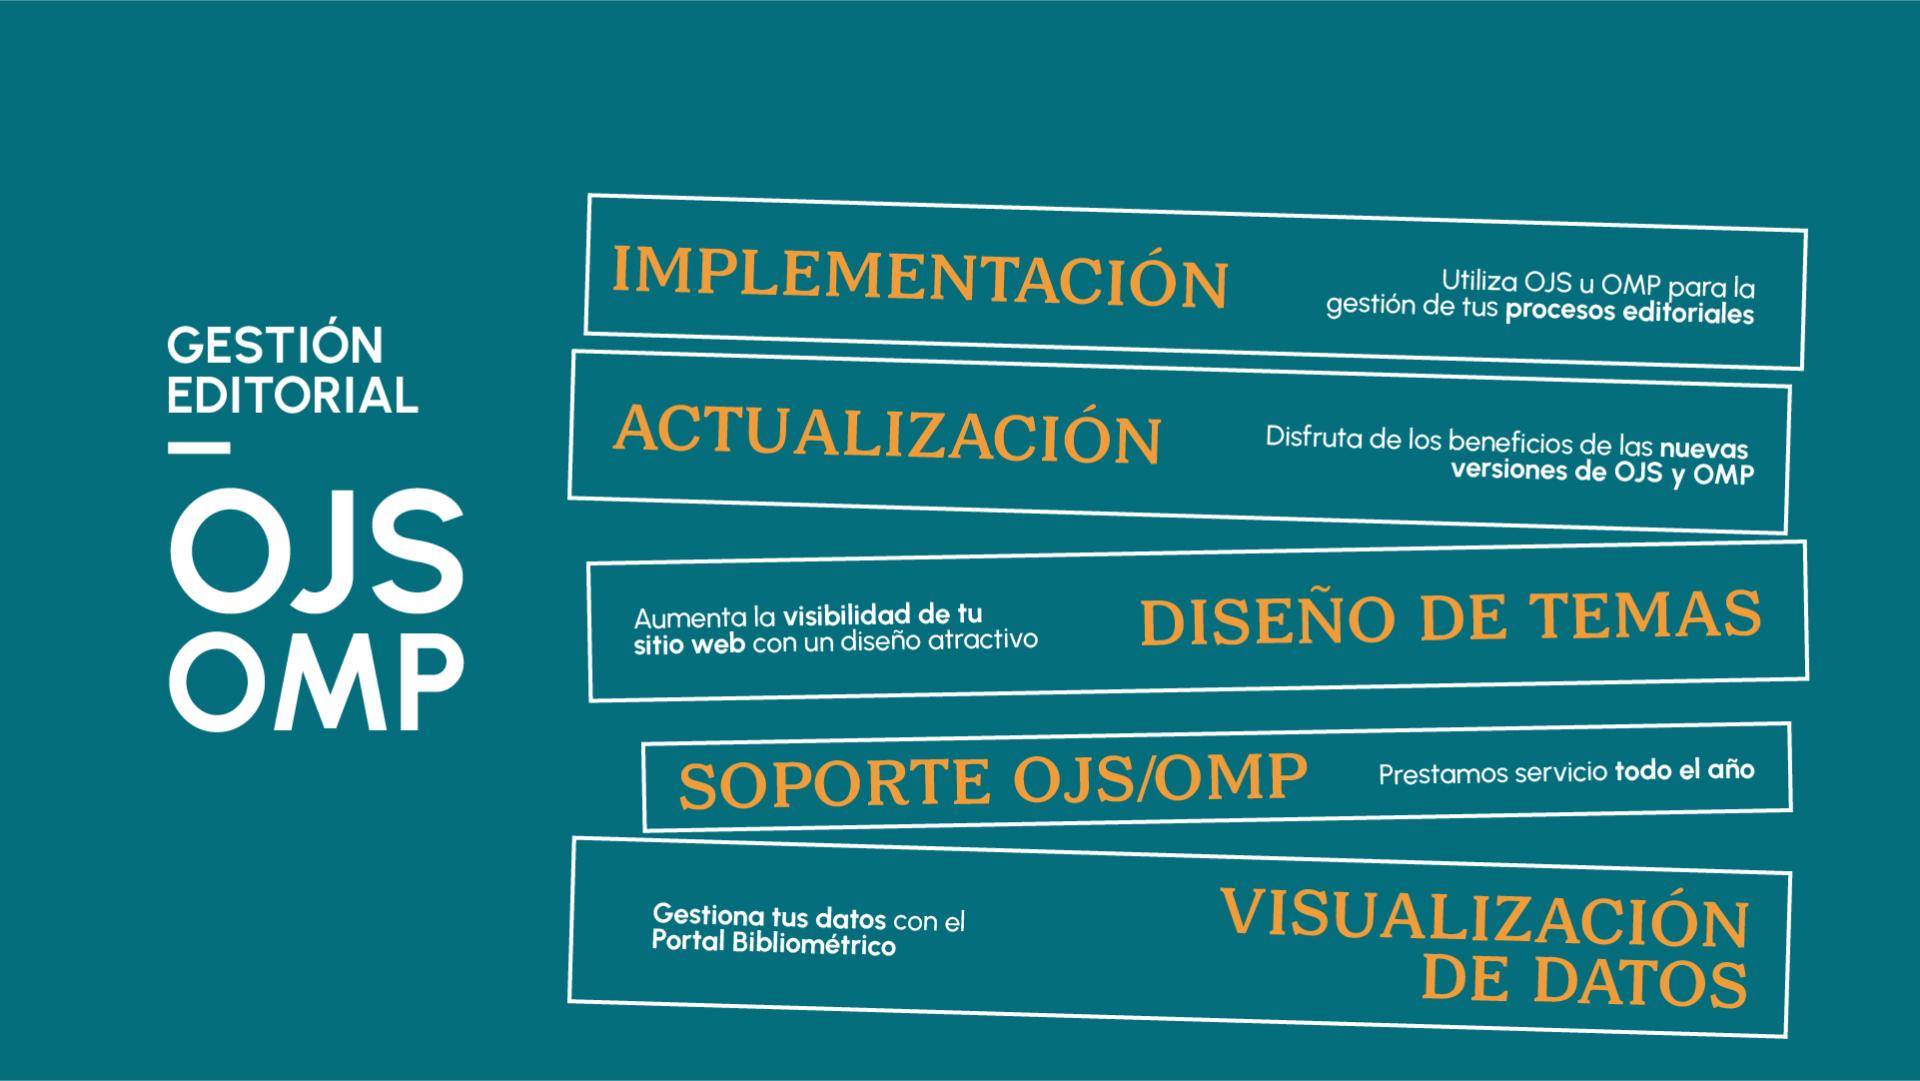 GESTIÓN
EDITORIAL
OJS
OMP
IMPLEMENTACIÓN
Utiliza OJS u OMP para la
gestión de tus procesos editoriales
ACTUALIZACIÓN
Disfruta de los beneficios de las nuevas
versiones de OJS y OMP
Aumenta la visibilidad de tu
sitio web con un diseño atractivo
DISEÑO DE TEMAS
SOPORTE OJS/OMP
Prestamos servicio todo el año
Gestiona tus datos con el
Portal Bibliométrico
VISUALIZACIÓN
DE DATOS